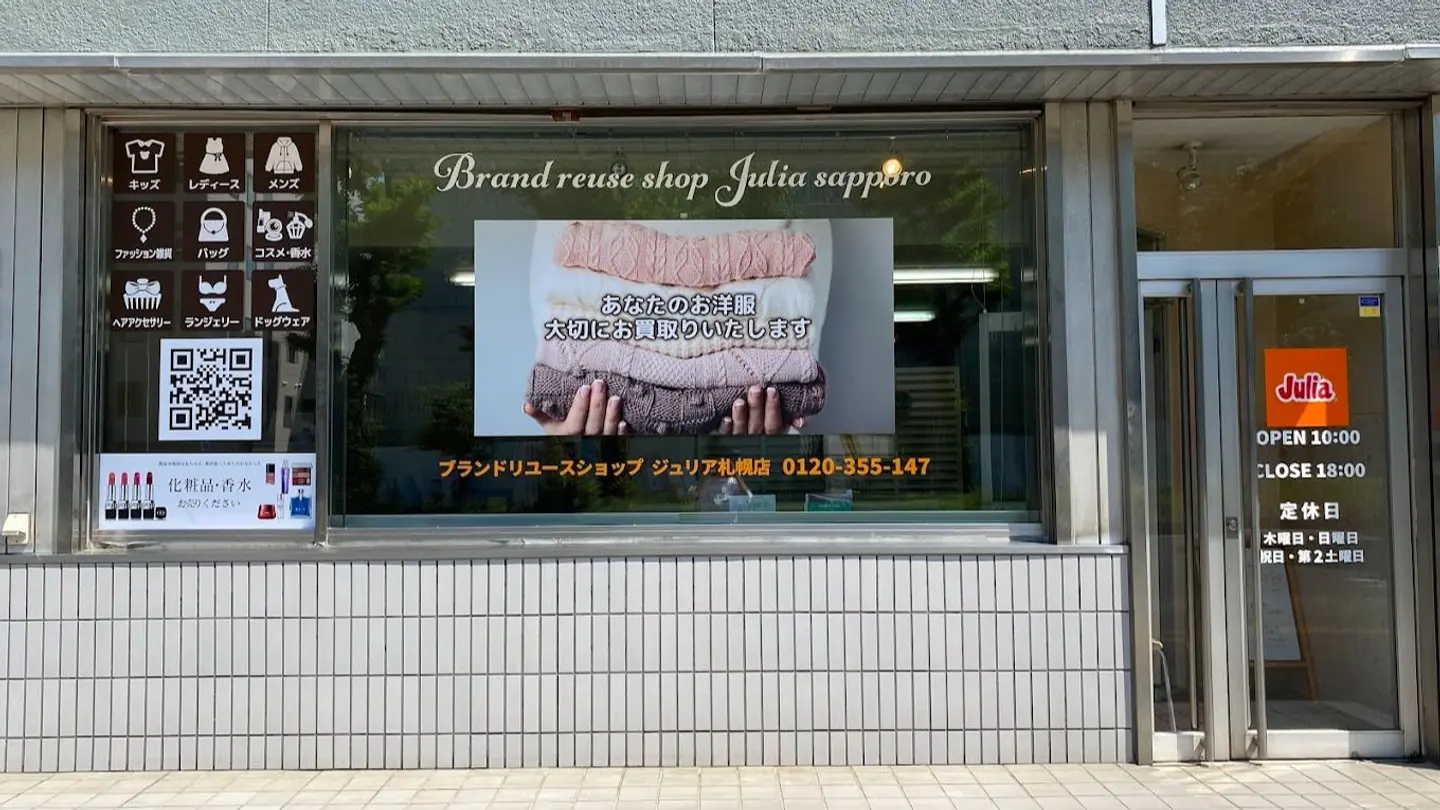 キッズ
レディース
メンズ
ファッション雑貨
バッグ
コスメ・香水
ヘアアクセサリー
ランジェリー
ドッグウェア
化粧品・香水
お売りください
Brand reuse shop Julia sapporo
あなたのお洋服
大切にお買取りいたします
ブランドリユースショップ ジュリア札幌店 0120-355-147
Julia
OPEN 10:00
CLOSE 18:00
定休日
木曜日・日曜日
祝日・第2土曜日